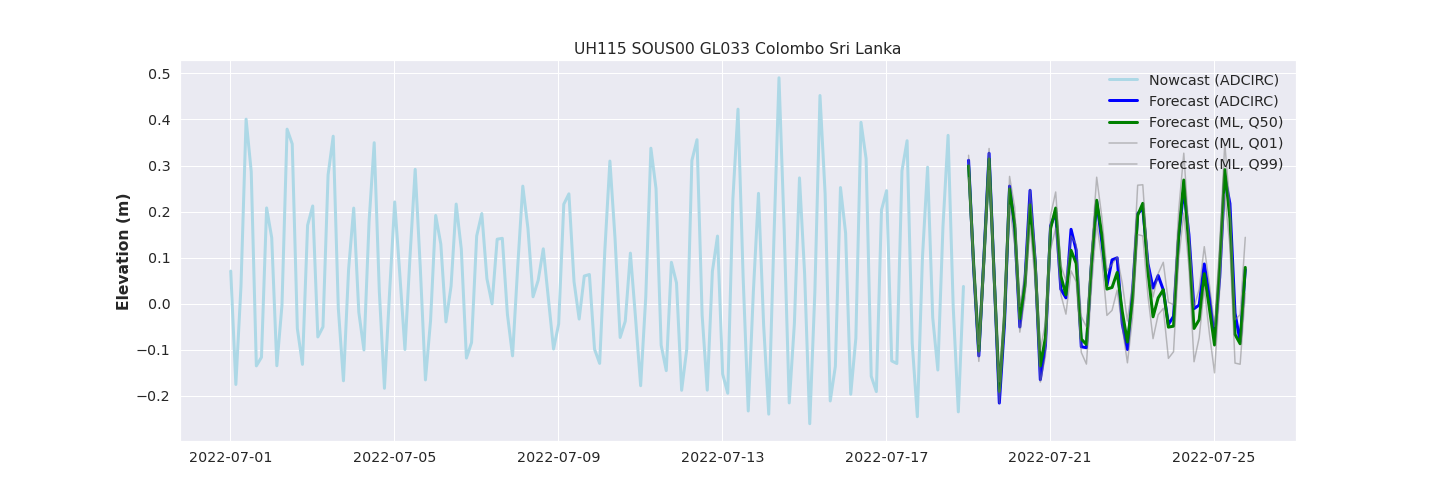 UH115 SOUS00 GL033 Colombo Sri Lanka
Elevation (m)
0.5
0.4
0.3
0.2
0.1
0.0
−0.1
−0.2
Nowcast (ADCIRC)
Forecast (ADCIRC)
Forecast (ML, Q50)
Forecast (ML, Q01)
Forecast (ML, Q99)
2022-07-01 2022-07-05 2022-07-09 2022-07-13 2022-07-17 2022-07-21 2022-07-25